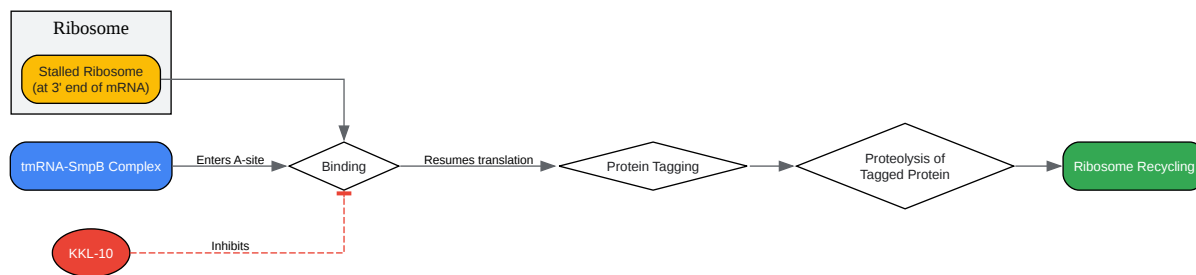 Ribosome
Stalled Ribosome
(at 3' end of mRNA)
tmRNA-SmpB Complex
Enters A-site
Binding
Resumes translation
Protein Tagging
Proteolysis of
Tagged Protein
Ribosome Recycling
KKL-10
Inhibits